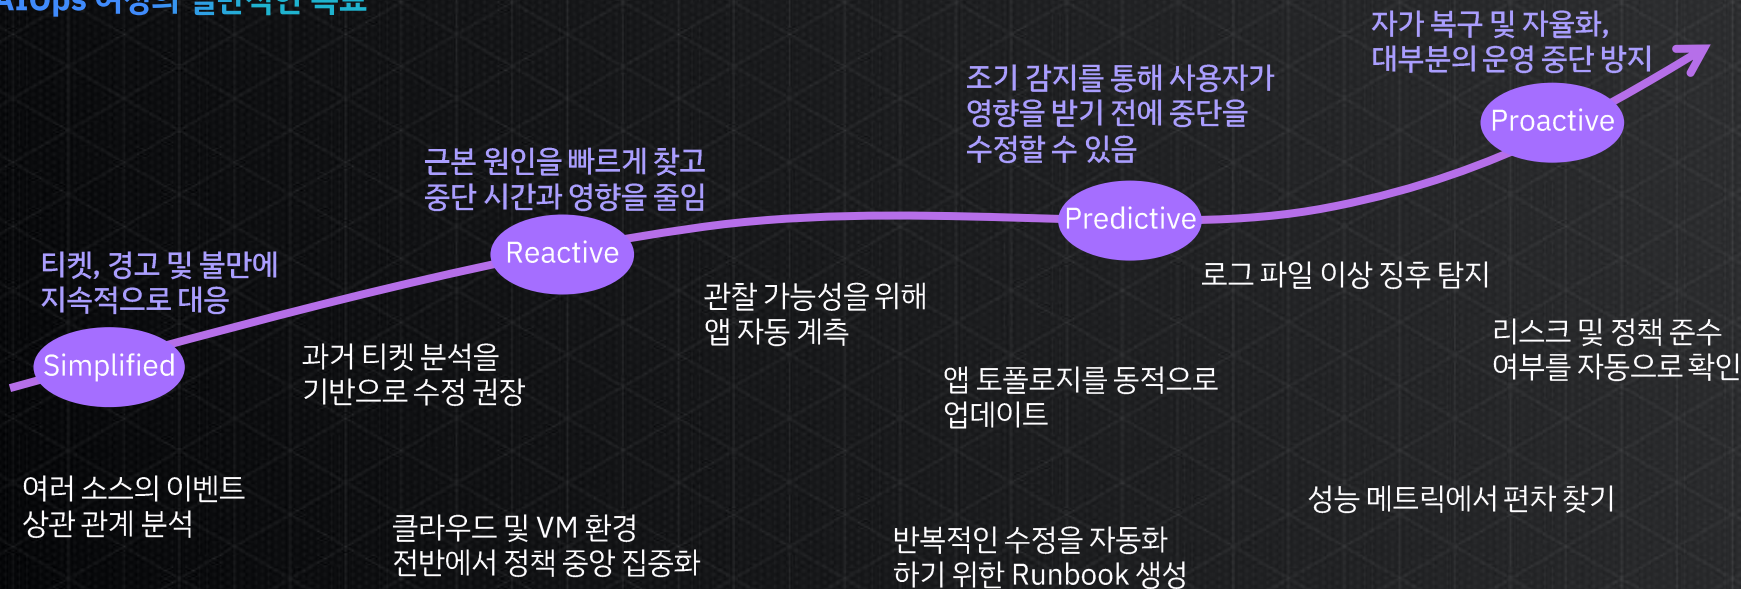 AIOps 여정의 일반적인 목표
자가 복구 및 자율화,
대부분의 운영 중단 방지
조기 감지를 통해 사용자가
영향을 받기 전에 중단을
수정할 수 있음
Proactive
근본 원인을 빠르게 찾고
중단 시간과 영향을 줄임
Predictive
Reactive
티켓, 경고 및 불만에
지속적으로 대응
로그 파일 이상 징후 탐지
관찰 가능성을 위해
앱 자동 계측
Simplified
과거 티켓 분석을
기반으로 수정 권장
리스크 및 정책 준수
여부를 자동으로 확인
앱 토폴로지를 동적으로
업데이트
여러 소스의 이벤트
상관 관계 분석
성능 메트릭에서 편차 찾기
클라우드 및 VM 환경
전반에서 정책 중앙 집중화
반복적인 수정을 자동화
하기 위한 Runbook 생성